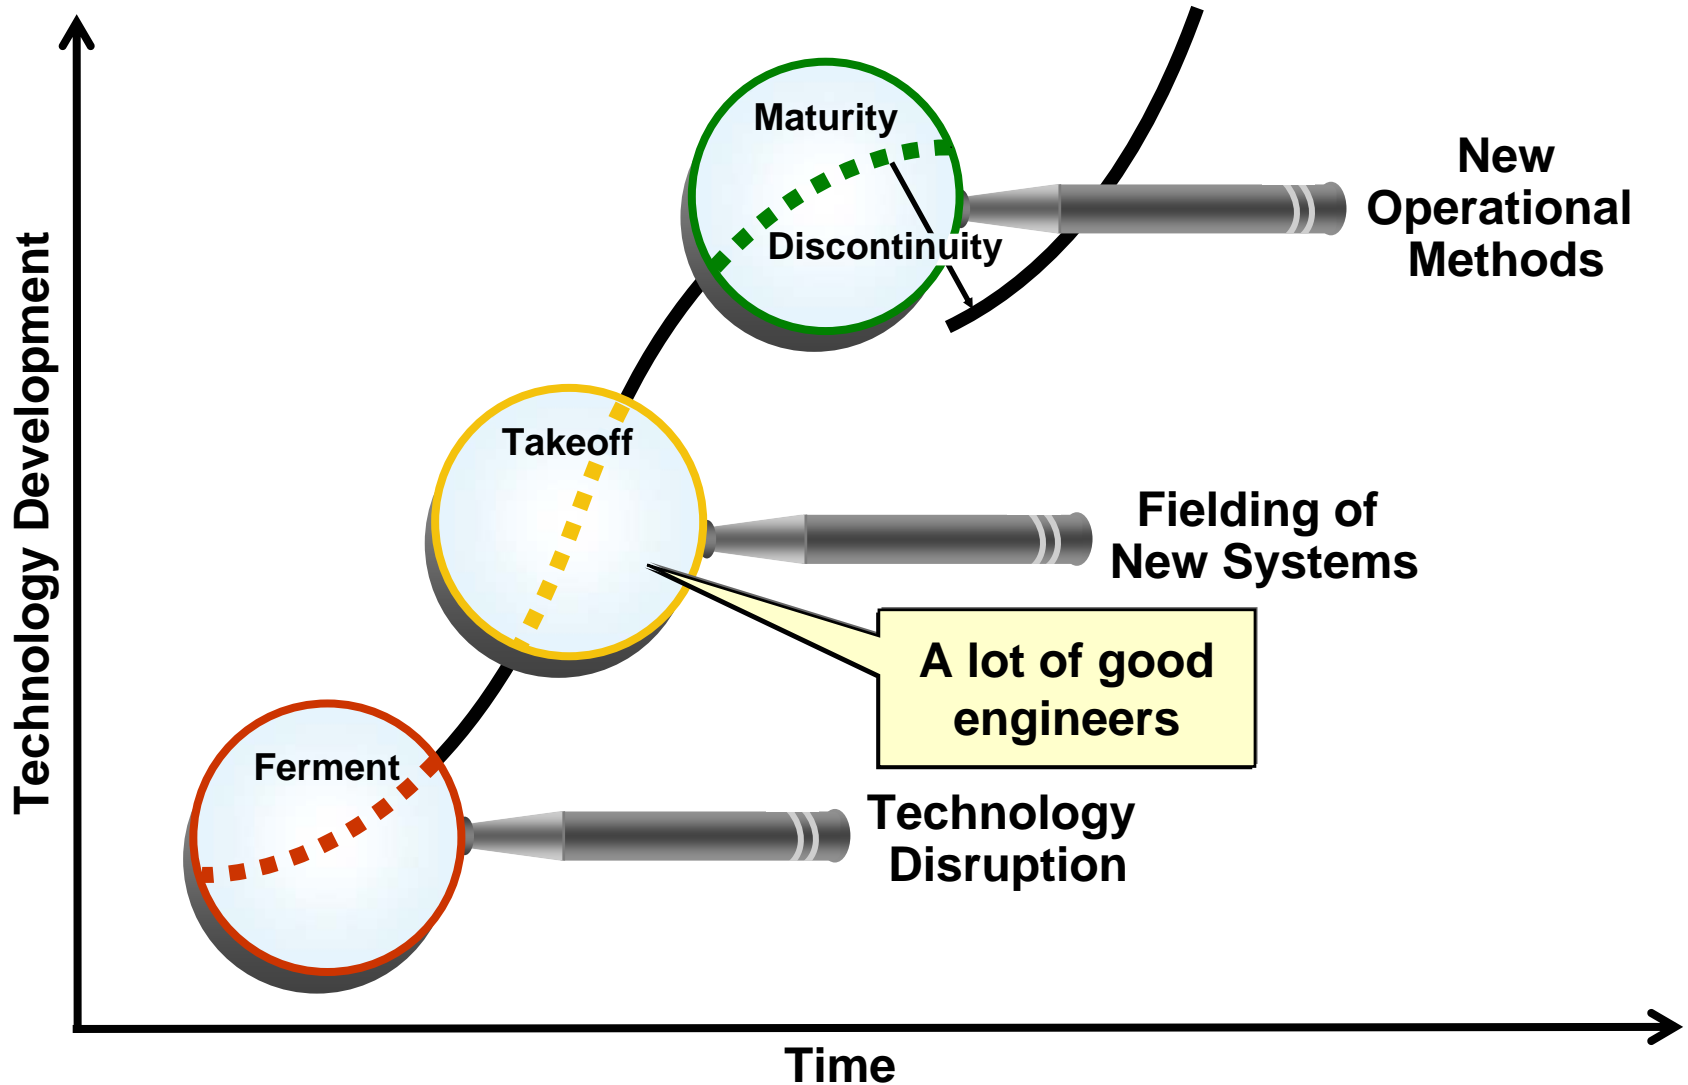 Maturity
Discontinuity
New
Operational
Methods
Technology Development
Takeoff
Fielding of
New Systems
A lot of good
engineers
Ferment
Technology
Disruption
Time